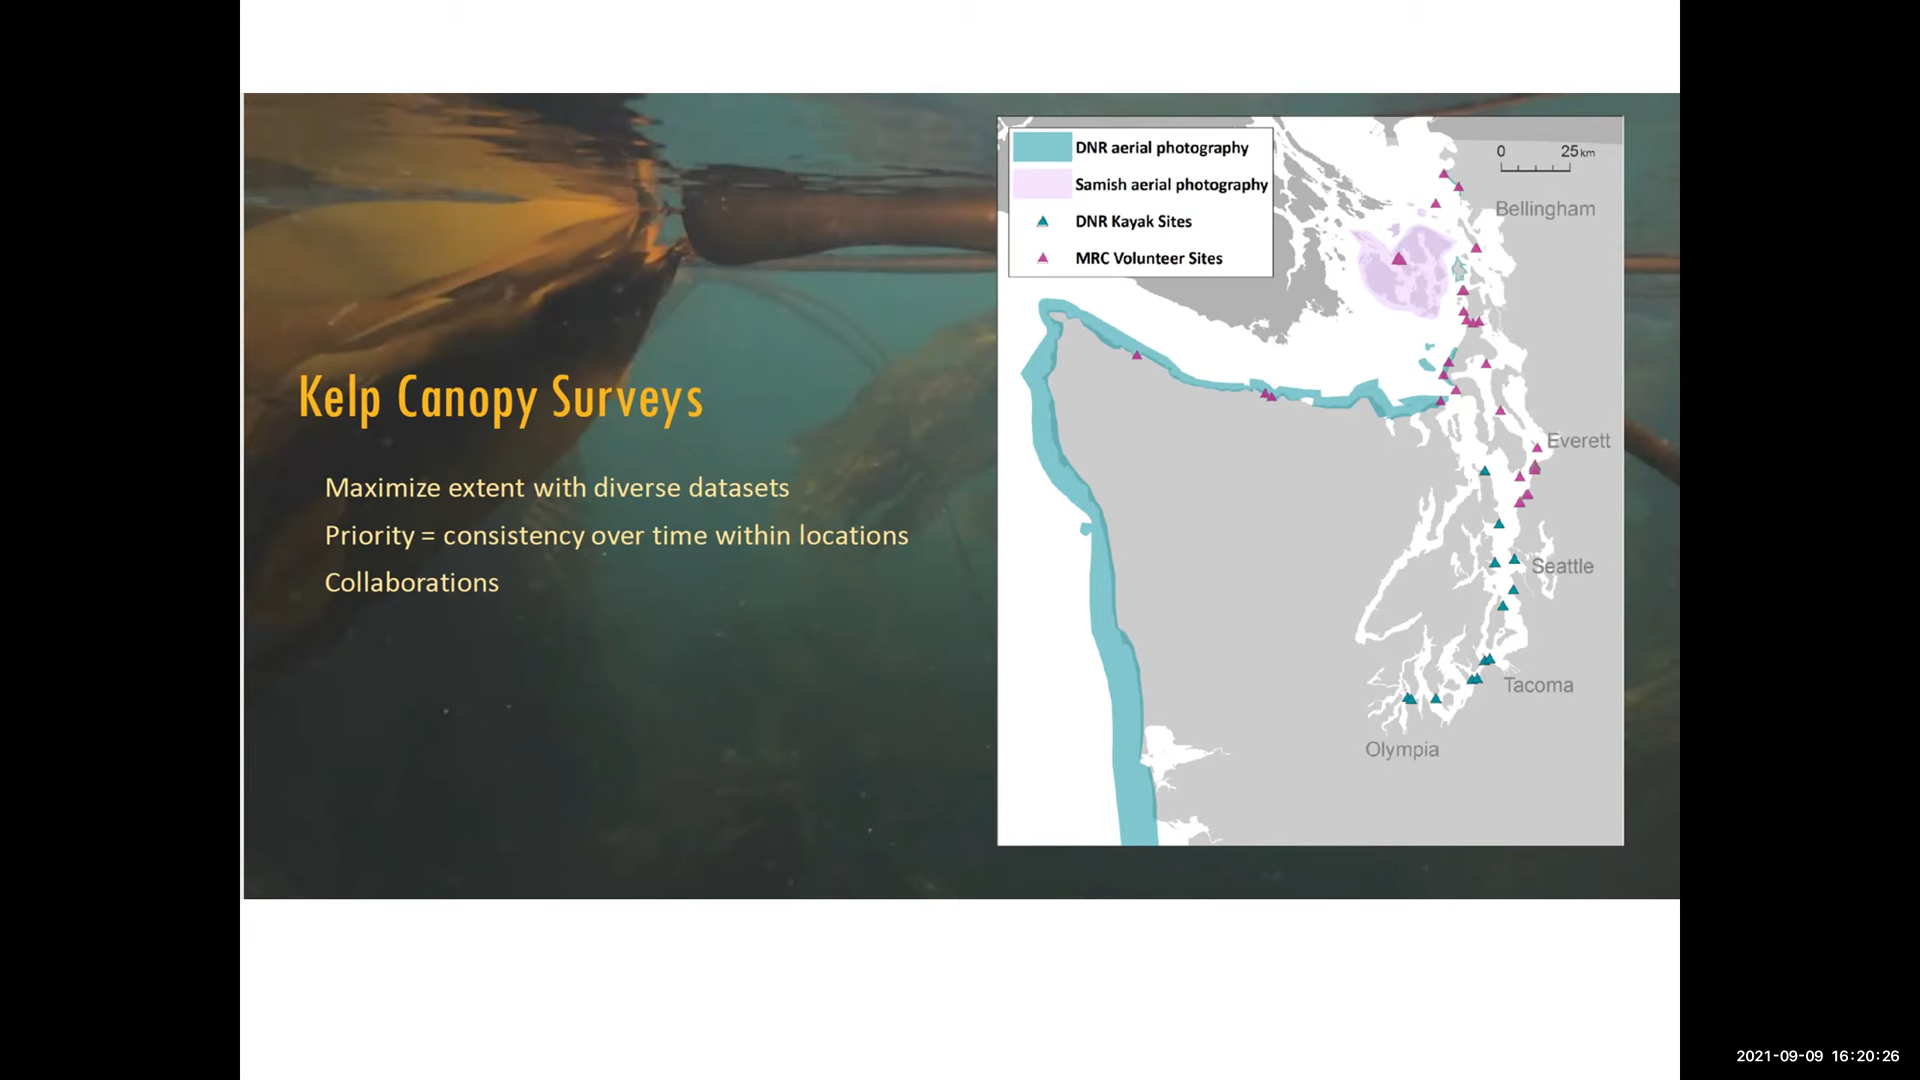 Kelp Canopy Surveys
Maximize extent with diverse datasets
Priority = consistency over time within locations
Collaborations
DNR aerial photography
Samish aerial photography
DNR Kayak Sites
MRC Volunteer Sites
0 25 km
Bellingham
Everett
Seattle
Tacoma
Olympia
2021-09-09 16:20:26